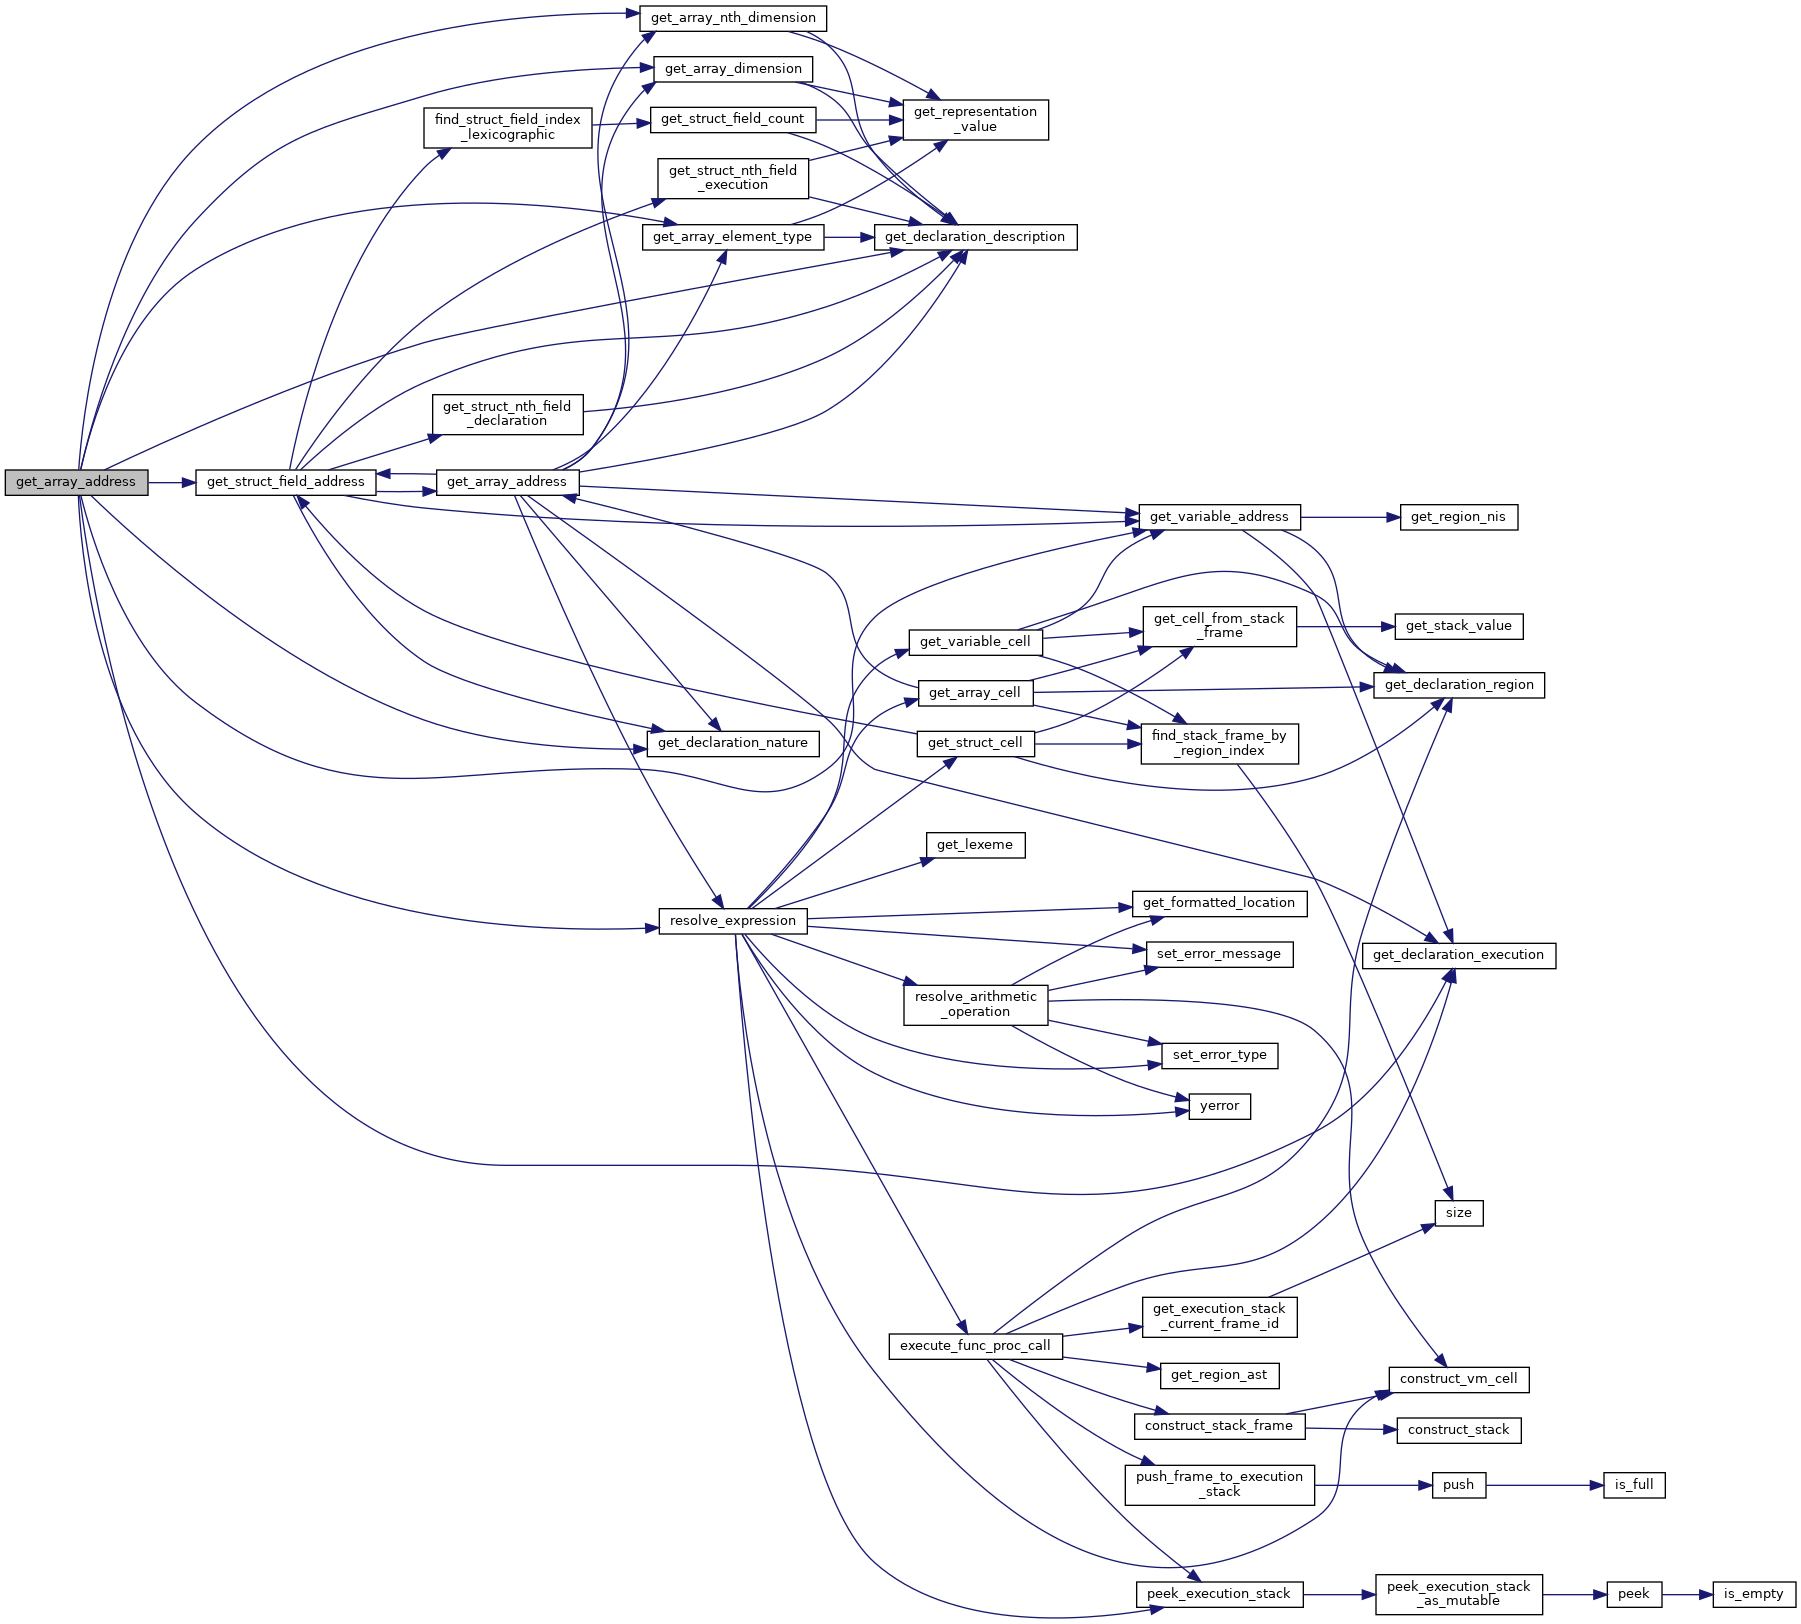 get_array_nth_dimension
get_array_dimension
find_struct_field_index
_lexicographic
get_struct_field_count
get_representation
_value
get_struct_nth_field
_execution
get_array_element_type
get_declaration_description
get_struct_nth_field
_declaration
get_array_address
get_struct_field_address
get_array_address
get_variable_address
get_region_nis
get_variable_cell
get_cell_from_stack
_frame
get_stack_value
get_array_cell
get_declaration_region
get_declaration_nature
get_struct_cell
find_stack_frame_by
_region_index
get_lexeme
resolve_expression
get_formatted_location
set_error_message
get_declaration_execution
resolve_arithmetic
_operation
set_error_type
yerror
size
get_execution_stack
_current_frame_id
execute_func_proc_call
get_region_ast
construct_vm_cell
construct_stack_frame
construct_stack
push_frame_to_execution
_stack
push
is_full
peek_execution_stack
peek_execution_stack
_as_mutable
peek
is_empty